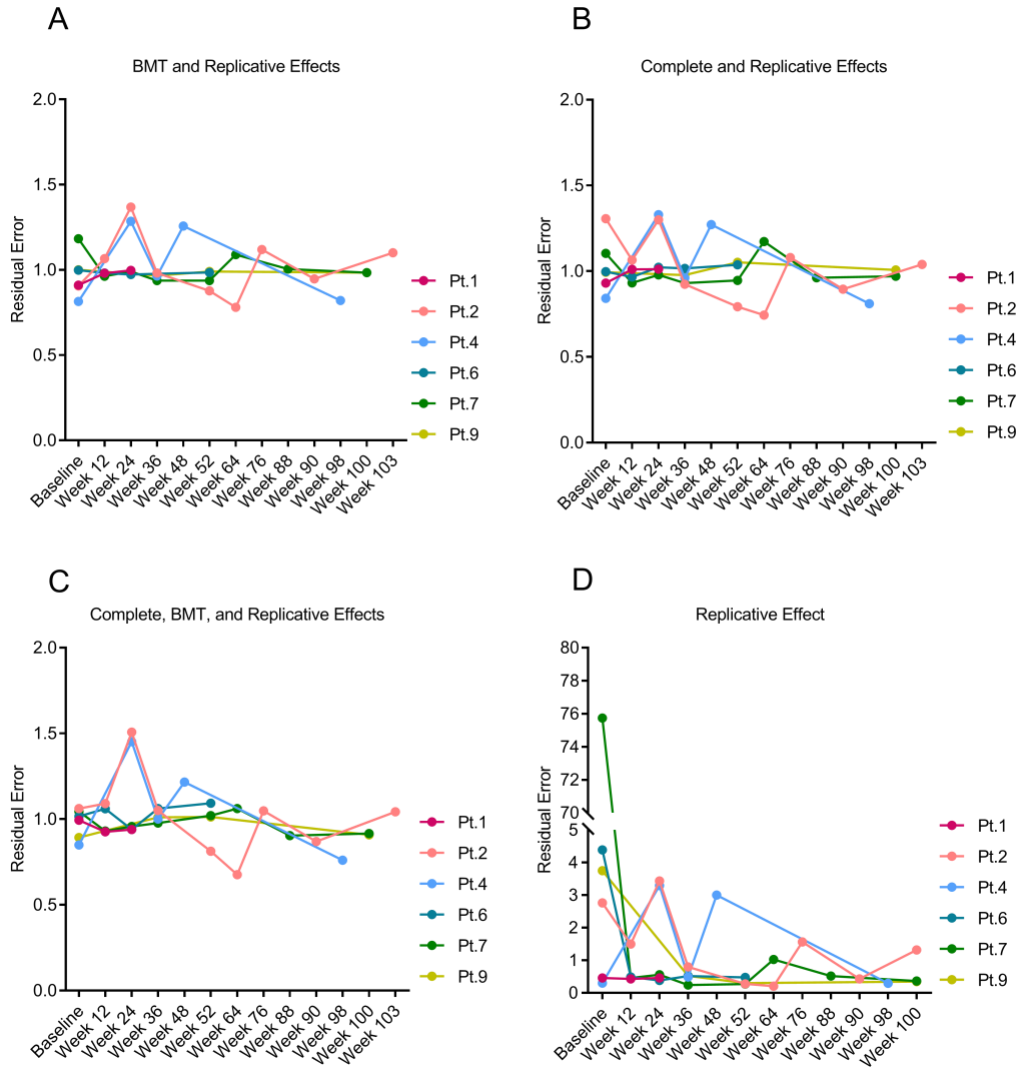 A
BMT and Replicative Effects
Residual Error
2.0
1.5
1.0
0.5
0.0
Baseline
Week 12
Week 24
Week 36
Week 48
Week 52
Week 64
Week 76
Week 88
Week 90
Week 98
Week 100
Week 103
Pt.1
Pt.2
Pt.4
Pt.6
Pt.7
Pt.9
B
Complete and Replicative Effects
Residual Error
2.0
1.5
1.0
0.5
0.0
Baseline
Week 12
Week 24
Week 36
Week 48
Week 52
Week 64
Week 76
Week 88
Week 90
Week 98
Week 100
Week 103
Pt.1
Pt.2
Pt.4
Pt.6
Pt.7
Pt.9
C
Complete, BMT, and Replicative Effects
Residual Error
2.0
1.5
1.0
0.5
0.0
Baseline
Week 12
Week 24
Week 36
Week 48
Week 52
Week 64
Week 76
Week 88
Week 90
Week 98
Week 100
Week 103
Pt.1
Pt.2
Pt.4
Pt.6
Pt.7
Pt.9
D
Replicative Effect
Residual Error
80
78
76
74
72
70
5
4
3
2
1
0
Baseline
Week 12
Week 24
Week 36
Week 48
Week 52
Week 64
Week 76
Week 88
Week 90
Week 98
Week 100
Pt.1
Pt.2
Pt.4
Pt.6
Pt.7
Pt.9